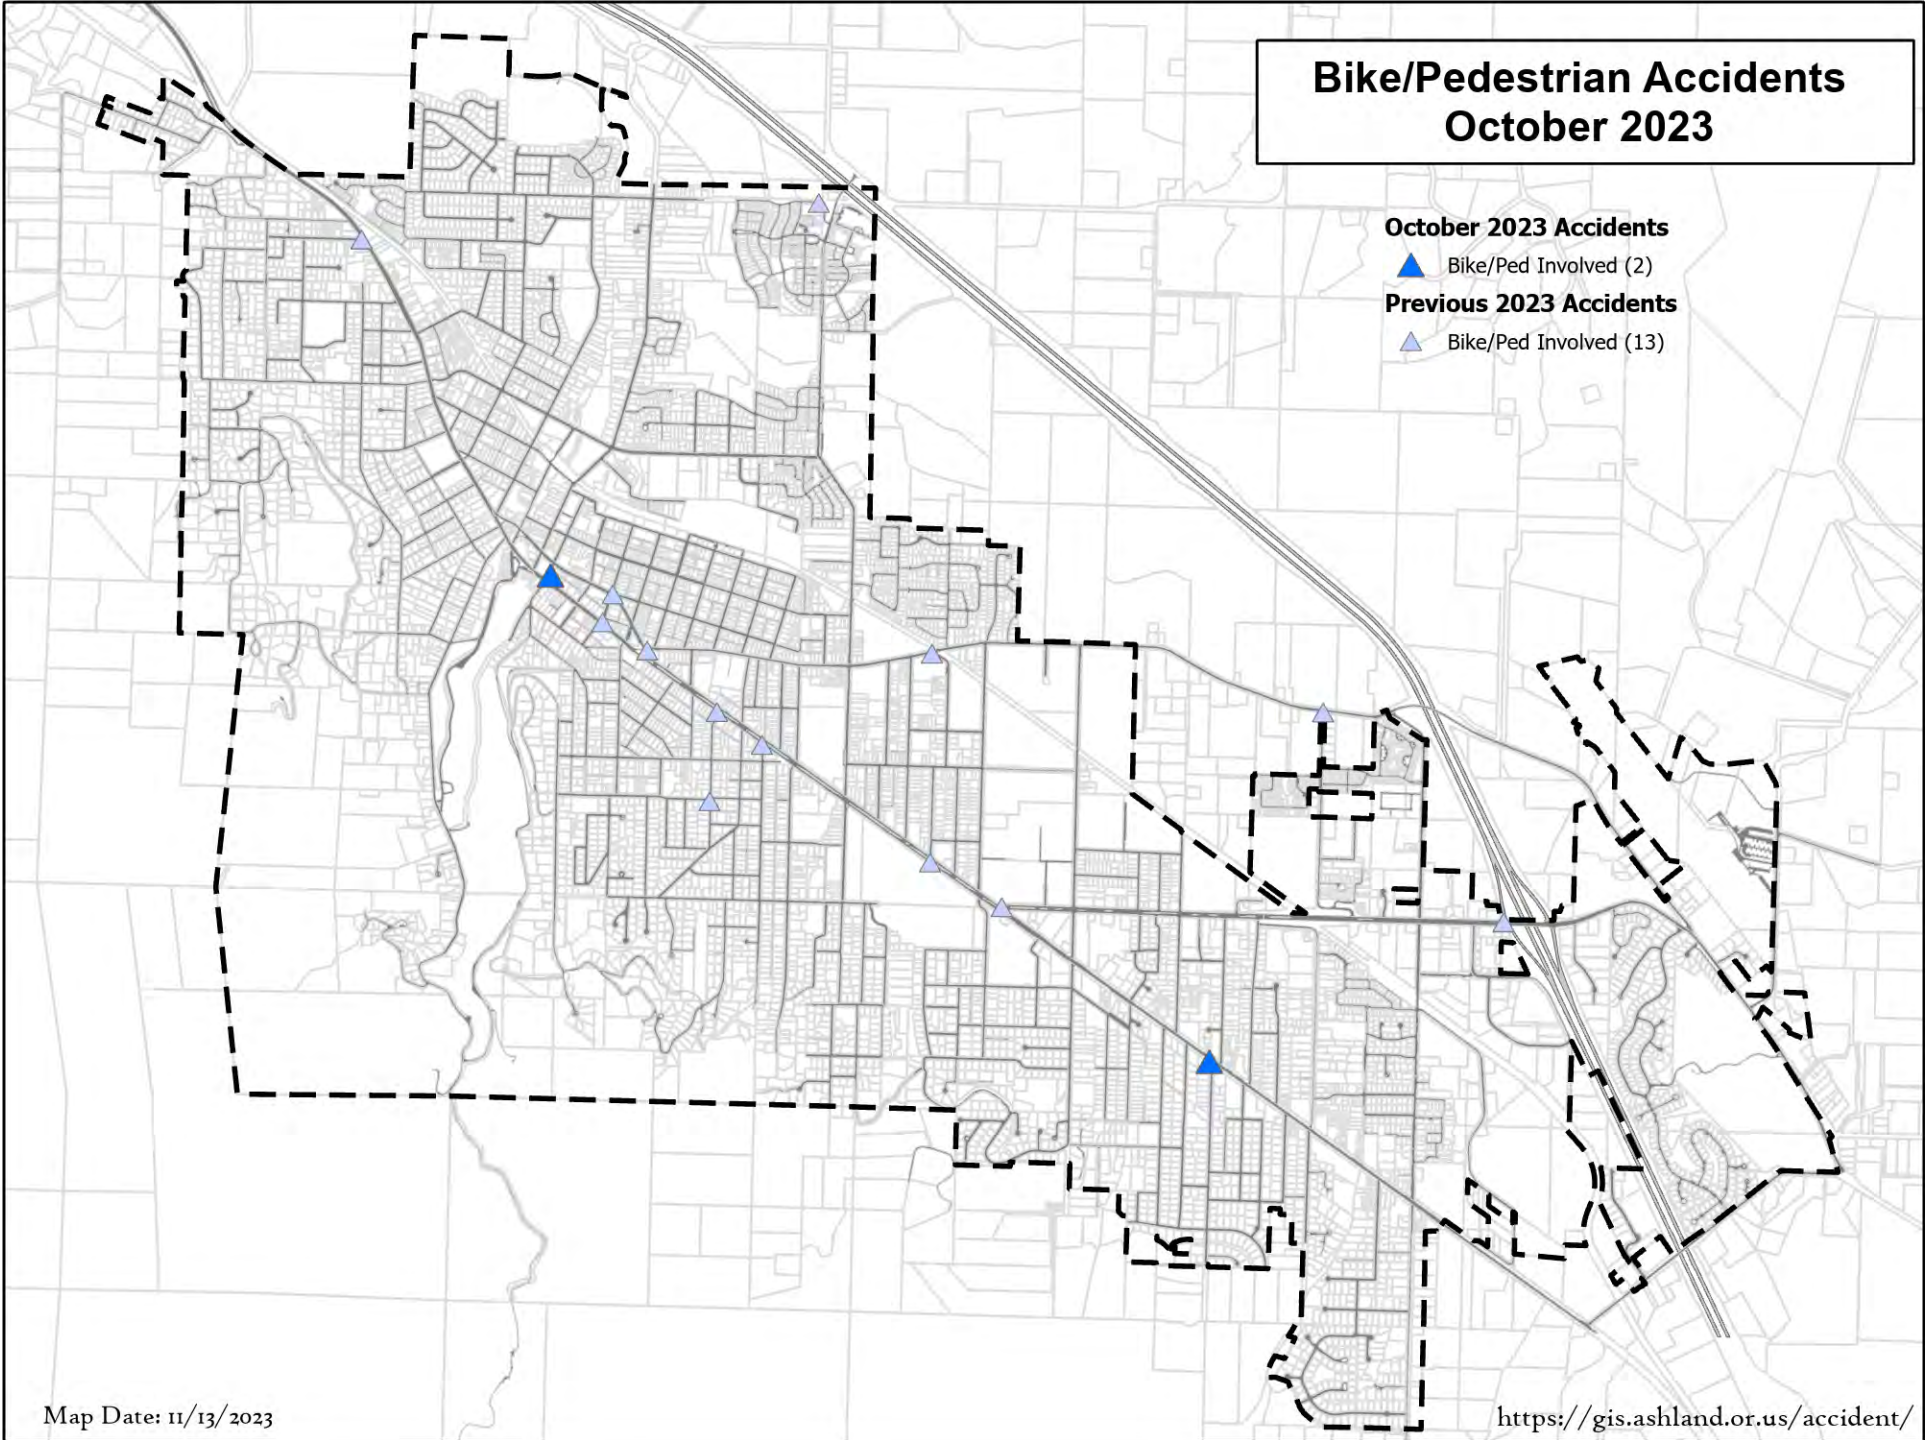 Bike/Pedestrian Accidents
October 2023
October 2023 Accidents
Bike/Ped Involved (2)
Previous 2023 Accidents
Bike/Ped Involved (13)
Map Date: 11/13/2023
https://gis.ashland.or.us/accident/